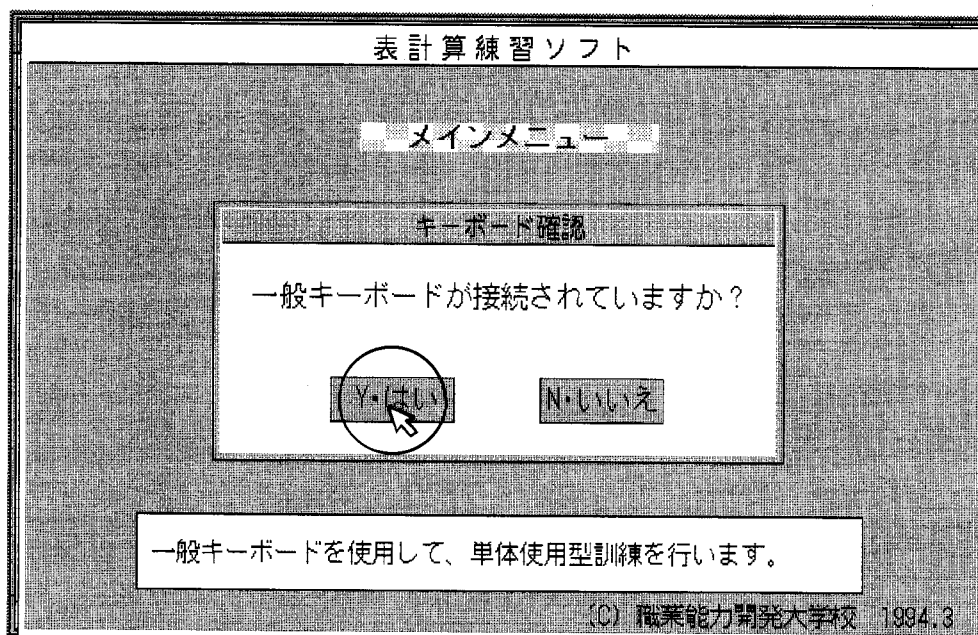 表計算練習ソフト
メインメニュー
キーボード確認
一般キーボードが接続されていますか？
Y・はい N・いいえ
一般キーボードを使用して、単体使用型訓練を行います。
(C) 職業能力開発大学校 1994.3